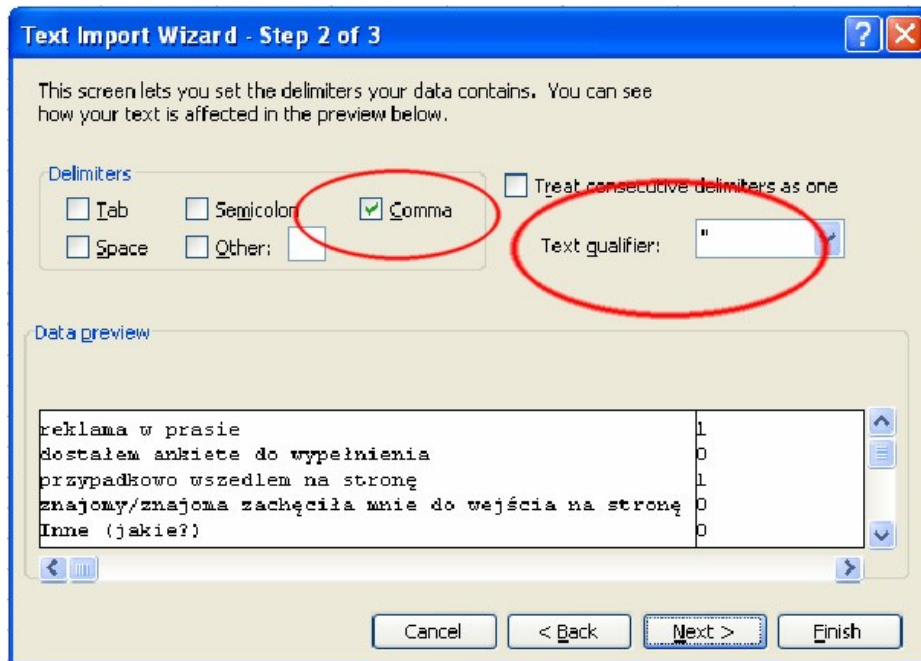 Text Import Wizard - Step 2 of 3
This screen lets you set the delimiters your data contains. You can see
how your text is affected in the preview below.
Delimiters
Tab Semicolon Comma
Space Other:
Treat consecutive delimiters as one
Text qualifier: "
Data preview
reklama w prasie 1
dostałem ankiete do wypełnienia 0
przypadkowo wszedlem na stronę 1
znajomy/znajoma zachęciła mnie do wejścia na stronę 0
Inne (jakie?) 0
Cancel < Back Next > Finish